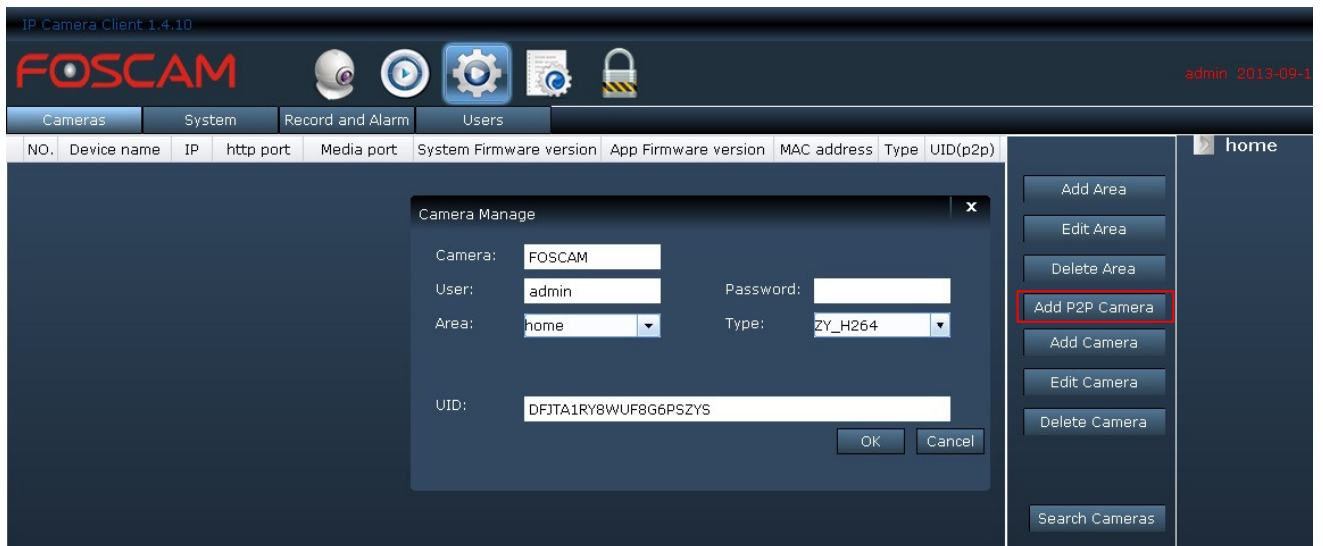 IP Camera Client 1.4.10
FOSCAM
admin 2013-09-1
Cameras System Record and Alarm Users
NO. Device name IP http port Media port System Firmware version App Firmware version MAC address Type UID(p2p)
home
Add Area
Camera Manage x
Edit Area
Camera: FOSCAM
Delete Area
User: admin Password:
Add P2P Camera
Area: home Type: ZY_H264
Add Camera
Edit Camera
UID: DFJTA1RY8WUF8G6PSZYS
Delete Camera
OK Cancel
Search Cameras